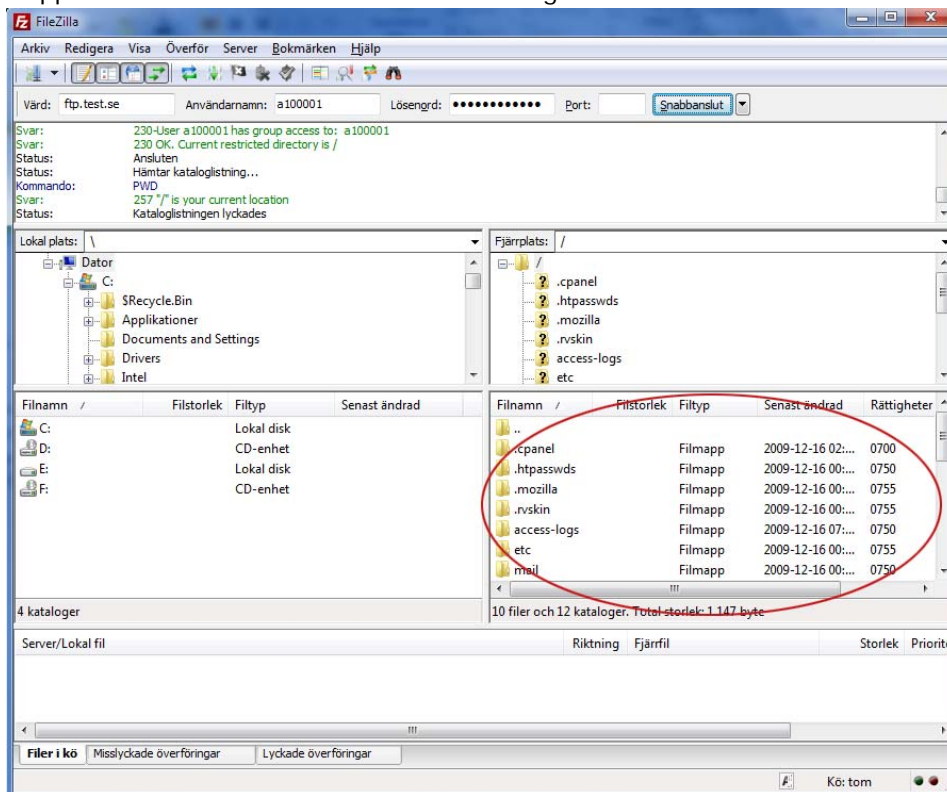 FileZilla
Arkiv Redigera Visa Överför Server Bokmärken Hjälp
Värd: ftp.test.se Användarnamn: a100001 Lösenord: •••••••••••• Port: Snabbanslut
Svar: 230-User a100001 has group access to: a100001
Svar: 230 OK. Current restricted directory is /
Status: Ansluten
Status: Hämtar kataloglistning...
Kommando: PWD
Svar: 257 "/" is your current location
Status: Kataloglistningen lyckades
Lokal plats: \
Dator
C:
$Recycle.Bin
Applikationer
Documents and Settings
Drivers
Intel
Fjärrplats: /
/
.cpanel
.htpasswds
.mozilla
.rvskin
access-logs
etc
Filnamn / Filstorlek Filtyp Senast ändrad
C: Lokal disk
D: CD-enhet
E: Lokal disk
F: CD-enhet
4 kataloger
Filnamn / Filstorlek Filtyp Senast ändrad Rättigheter
..
.cpanel Filmapp 2009-12-16 02:... 0700
.htpasswds Filmapp 2009-12-16 00:... 0750
.mozilla Filmapp 2009-12-16 00:... 0755
.rvskin Filmapp 2009-12-16 00:... 0755
access-logs Filmapp 2009-12-16 07:... 0750
etc Filmapp 2009-12-16 00:... 0755
mail Filmapp 2009-12-16 00:... 0750
10 filer och 12 kataloger. Total storlek: 1 147 byte
Server/Lokal fil Riktning Fjärrfil Storlek Priorite
Filer i kö Misslyckade överföringar Lyckade överföringar
Kö: tom